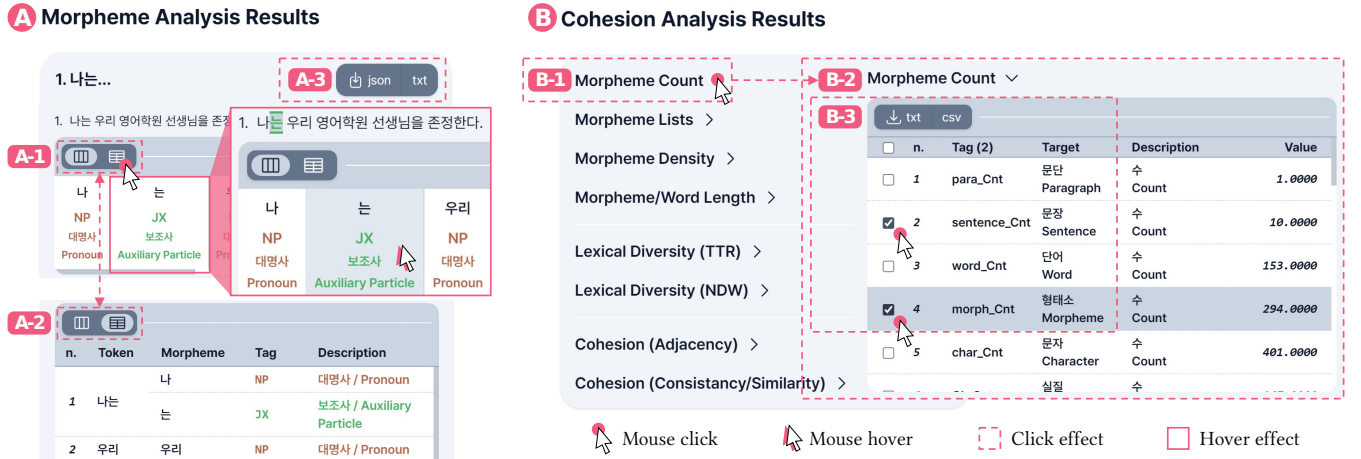 A Morpheme Analysis Results
1. 나는...
A-3 json txt
1. 나는 우리 영어학원 선생님을 존정
A-1
나 는
NP JX
대명사 보조사
Pronoun Auxiliary Particle
1. 나는 우리 영어학원 선생님을 존정한다.
나 는 우리
NP JX NP
대명사 보조사 대명사
Pronoun Auxiliary Particle Pronoun
A-2
n. Token Morpheme Tag Description
1 나는 나 NP 대명사 / Pronoun
는 JX 보조사 / Auxiliary Particle
2 우리 우리 NP 대명사 / Pronoun
B Cohesion Analysis Results
B-1 Morpheme Count
Morpheme Lists
Morpheme Density
Morpheme/Word Length
Lexical Diversity (TTR)
Lexical Diversity (NDW)
Cohesion (Adjacency)
Cohesion (Consistancy/Similarity)
B-2 Morpheme Count
B-3 txt csv
n. Tag (2) Target Description Value
1 para_Cnt 문단 Paragraph 수 Count 1.0000
2 sentence_Cnt 문장 Sentence 수 Count 10.0000
3 word_Cnt 단어 Word 수 Count 153.0000
4 morph_Cnt 형태소 Morpheme 수 Count 294.0000
5 char_Cnt 문자 Character 수 Count 401.0000
실질 수
Mouse click Mouse hover Click effect Hover effect